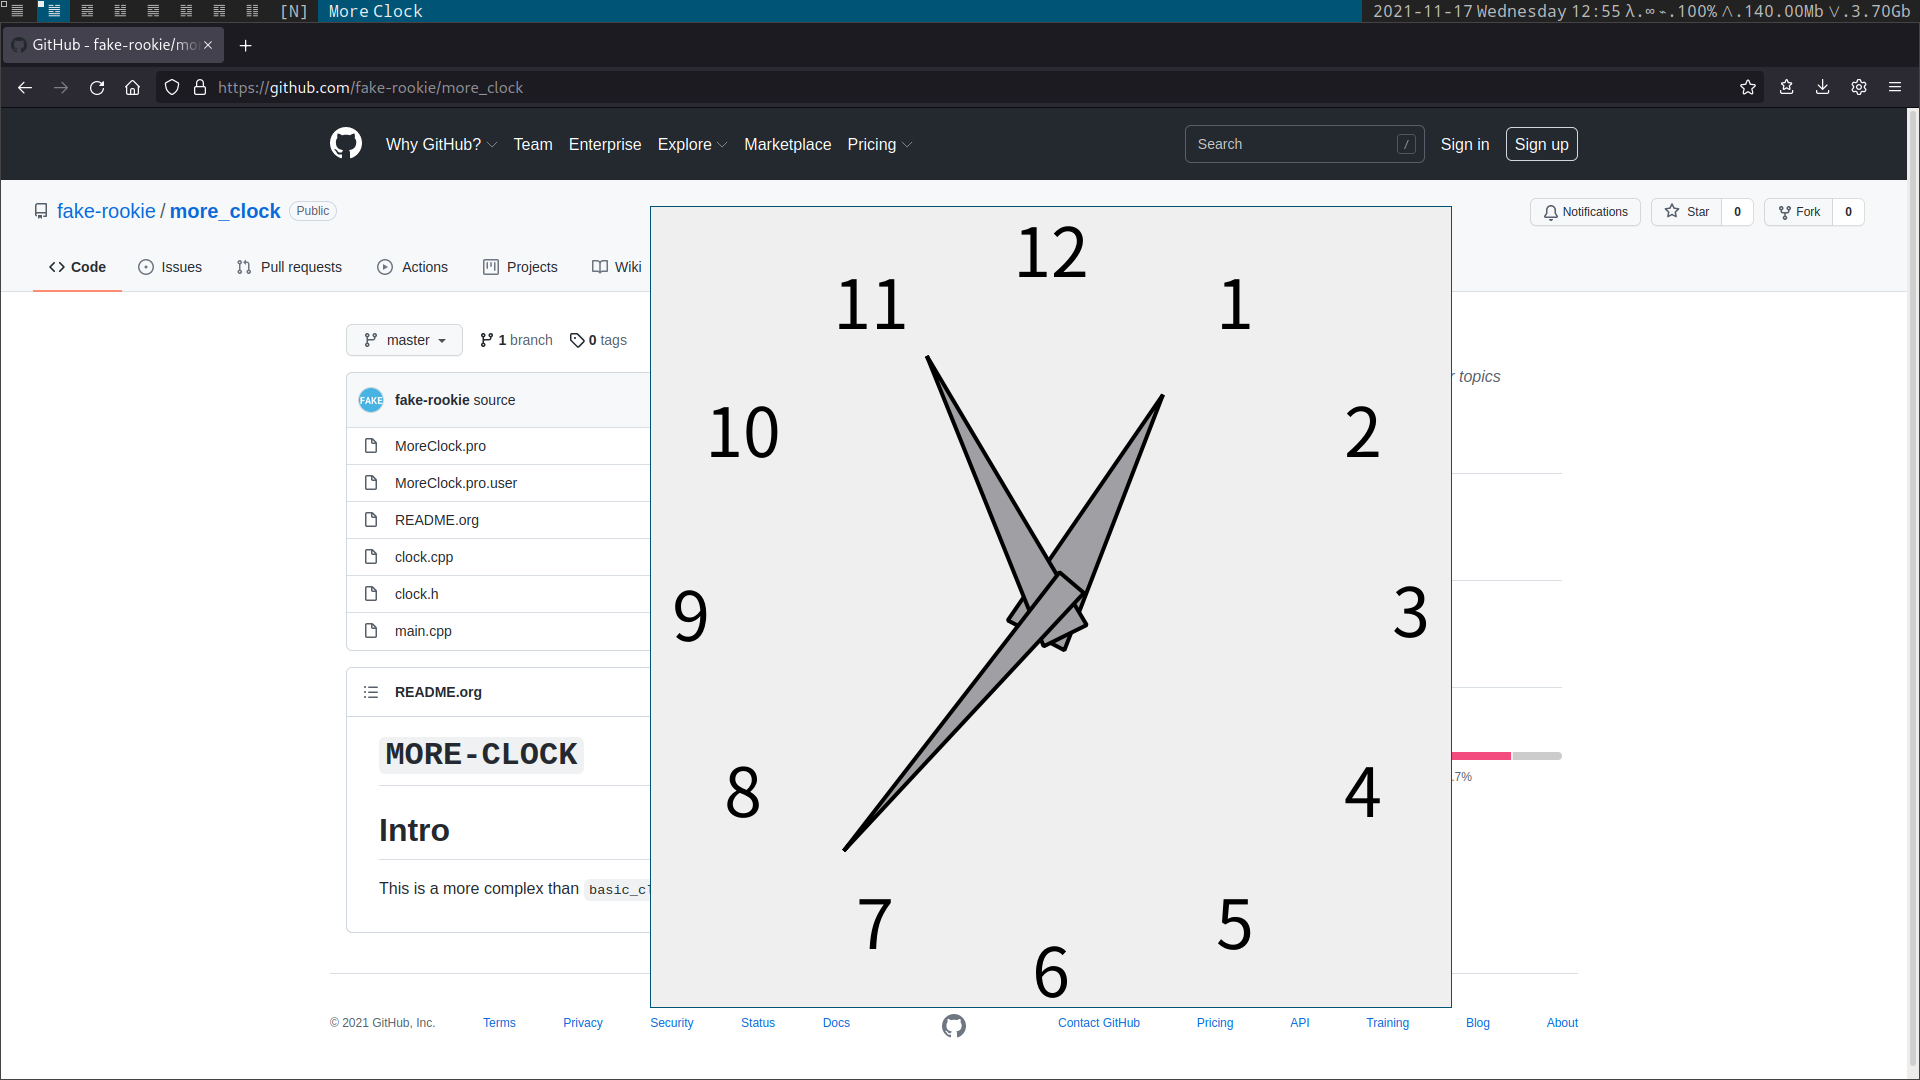 [N] More Clock 2021-11-17 Wednesday 12:55 λ.∞ ⌁.100% Λ.140.00Mb V.3.70Gb
GitHub - fake-rookie/mo
https://github.com/fake-rookie/more_clock
Why GitHub? Team Enterprise Explore Marketplace Pricing Search / Sign in Sign up
fake-rookie / more_clock Public Notifications Star 0 Fork 0
Code Issues Pull requests Actions Projects Wiki
master 1 branch 0 tags
r topics
FAKE fake-rookie source
MoreClock.pro
MoreClock.pro.user
README.org
clock.cpp
clock.h
main.cpp
README.org
MORE-CLOCK
.7%
Intro
This is a more complex than basic_cl
12
11 1
10 2
9 3
8 4
7 5
6
© 2021 GitHub, Inc. Terms Privacy Security Status Docs Contact GitHub Pricing API Training Blog About